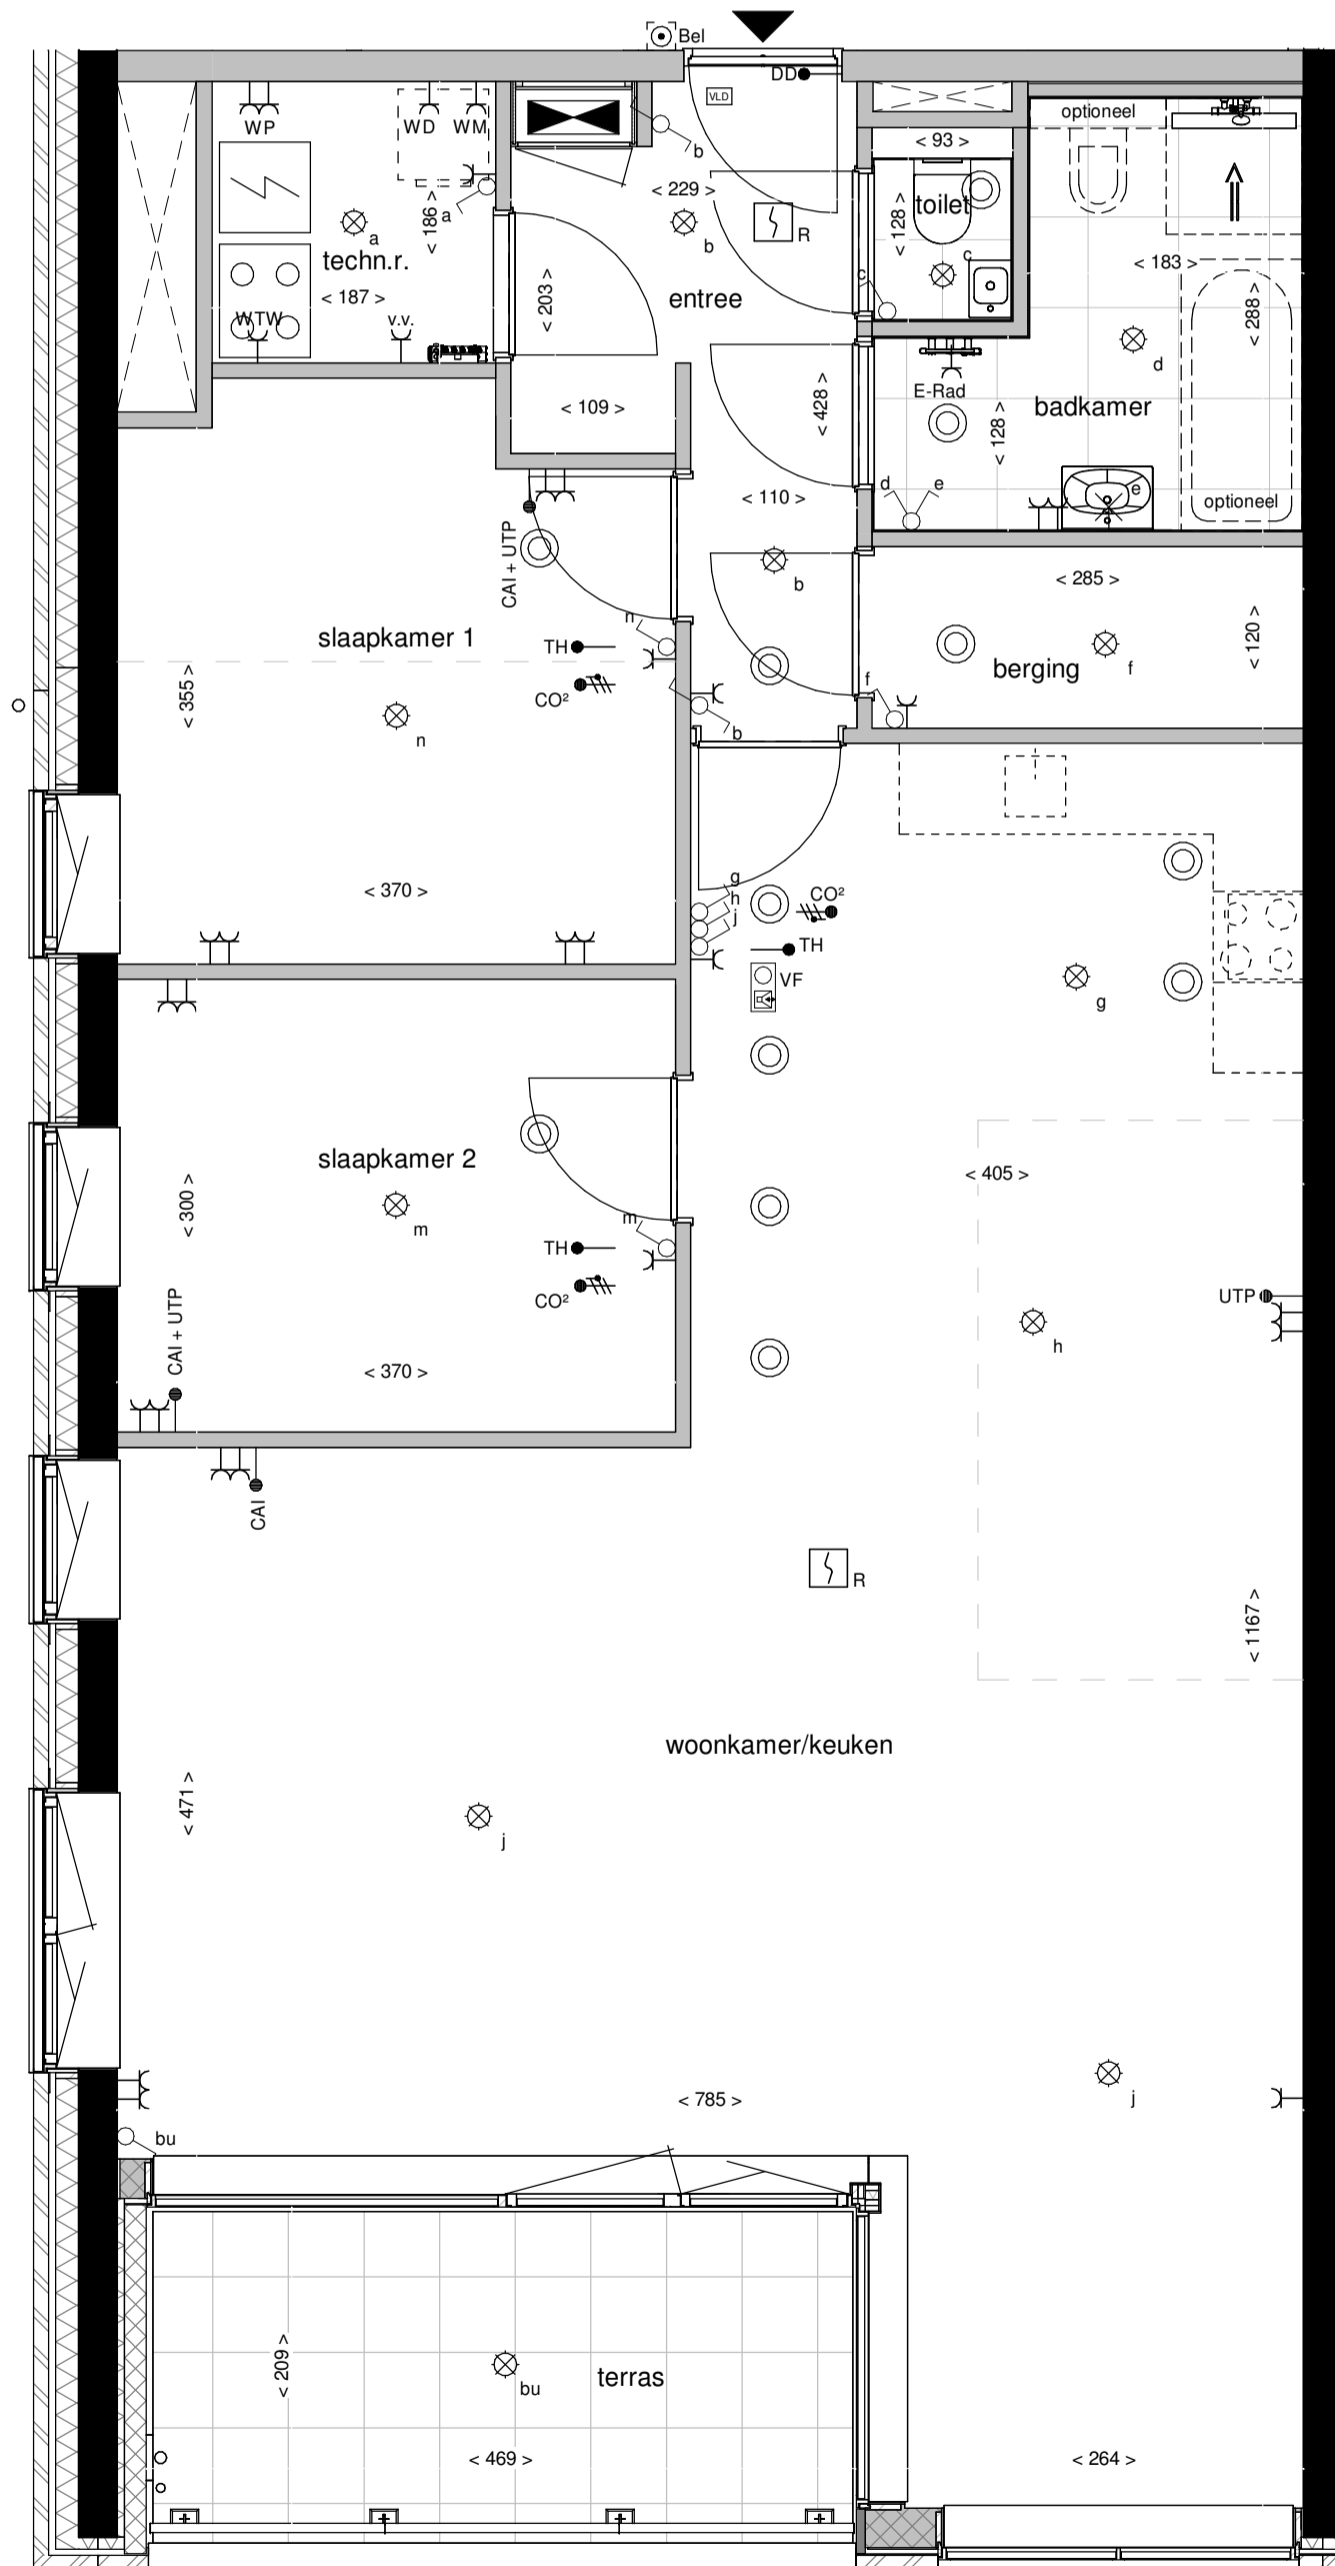 Bel
DD
VLD
WP
WD
WM
optioneel
b
< 93 >
< 229 >
toilet
a
< 186 >
< 128 >
R
a
b
c
techn.r.
< 183 >
c
< 187 >
< 203 >
entree
< 288 >
WTW
v.v.
d
E-Rad
badkamer
< 109 >
< 428 >
< 128 >
d
e
e
optioneel
< 110 >
CAI + UTP
b
< 285 >
n
slaapkamer 1
< 120 >
TH
berging
f
f
CO²
< 355 >
b
n
g
h
j
CO²
< 370 >
TH
VF
g
slaapkamer 2
< 405 >
< 300 >
m
m
TH
CO²
UTP
CAI + UTP
h
< 370 >
CAI
R
< 1167 >
woonkamer/keuken
< 471 >
j
j
< 785 >
bu
< 209 >
terras
bu
< 469 >
< 264 >